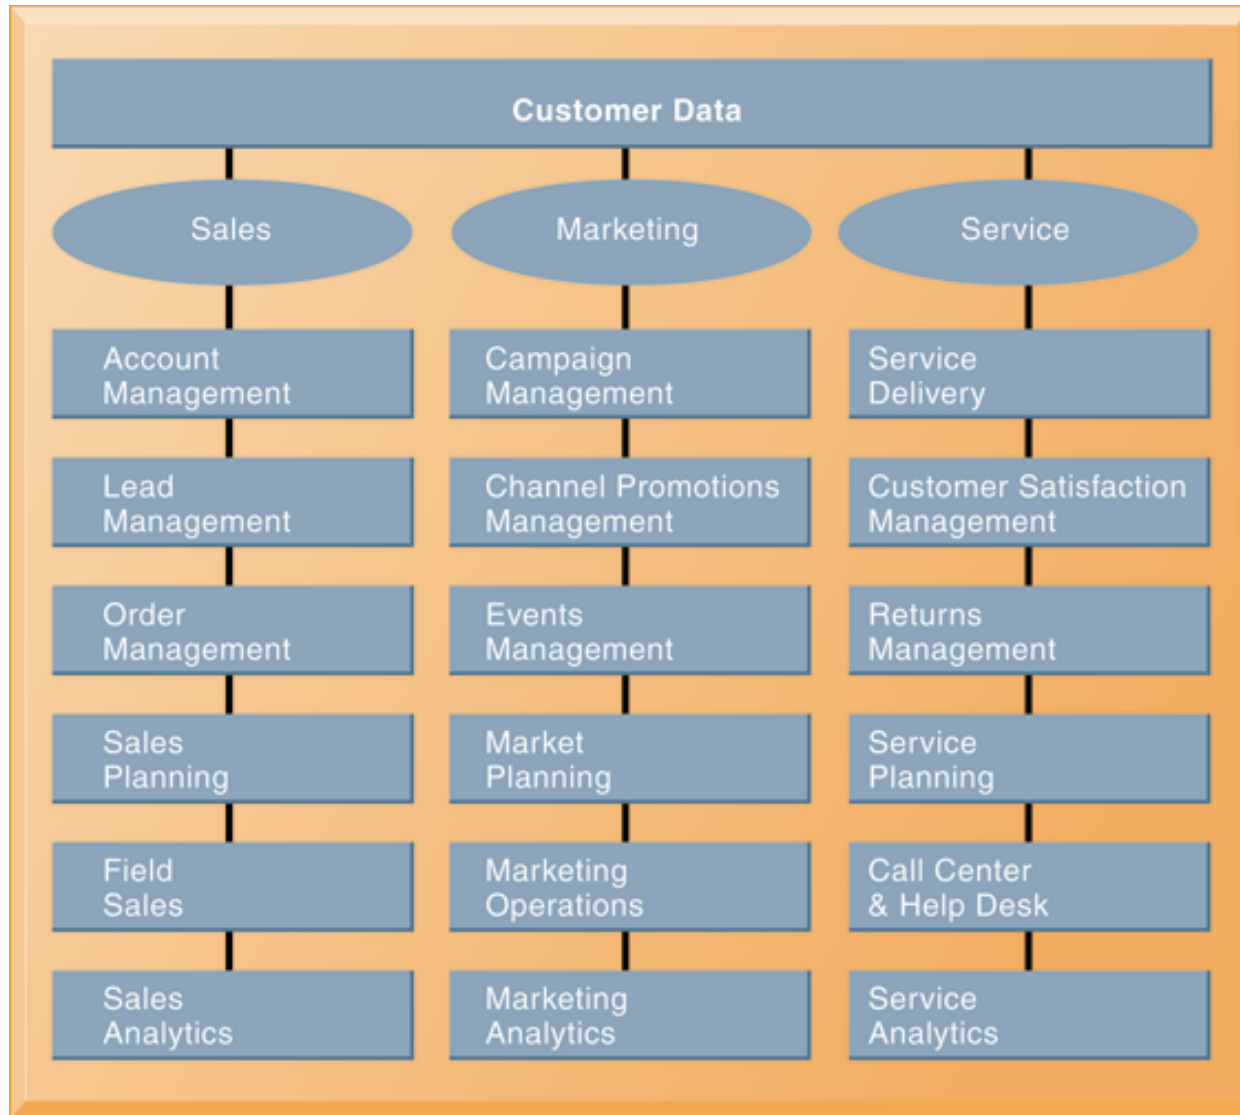 Customer Data
Sales
Marketing
Service
Account
Management
Campaign
Management
Service
Delivery
Lead
Management
Channel Promotions
Management
Customer Satisfaction
Management
Order
Management
Events
Management
Returns
Management
Sales
Planning
Market
Planning
Service
Planning
Field
Sales
Marketing
Operations
Call Center
& Help Desk
Sales
Analytics
Marketing
Analytics
Service
Analytics